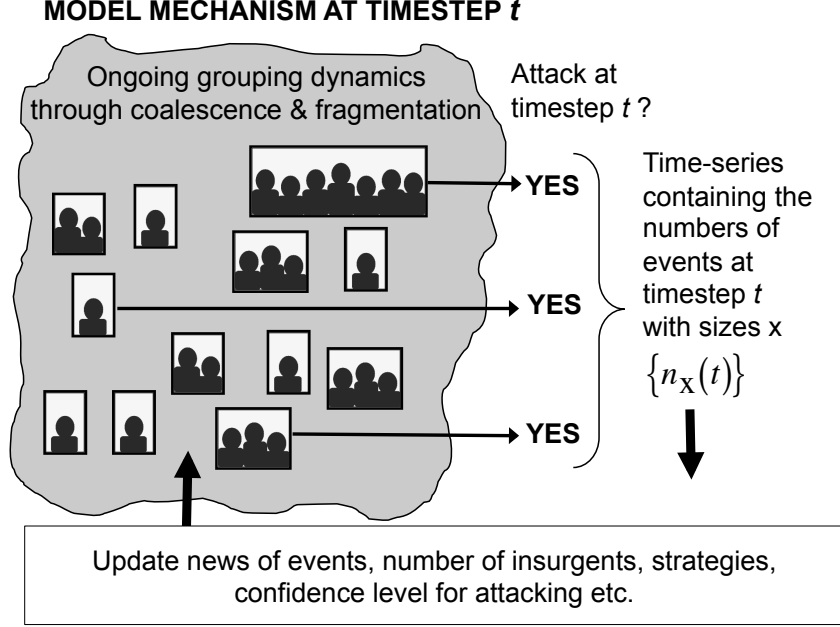 MODEL MECHANISM AT TIMESTEP t
Ongoing grouping dynamics
through coalescence & fragmentation
Attack at
timestep t ?
YES
YES
YES
Time-series
containing the
numbers of
events at
timestep t
with sizes x
{nx(t)}
Update news of events, number of insurgents, strategies,
confidence level for attacking etc.